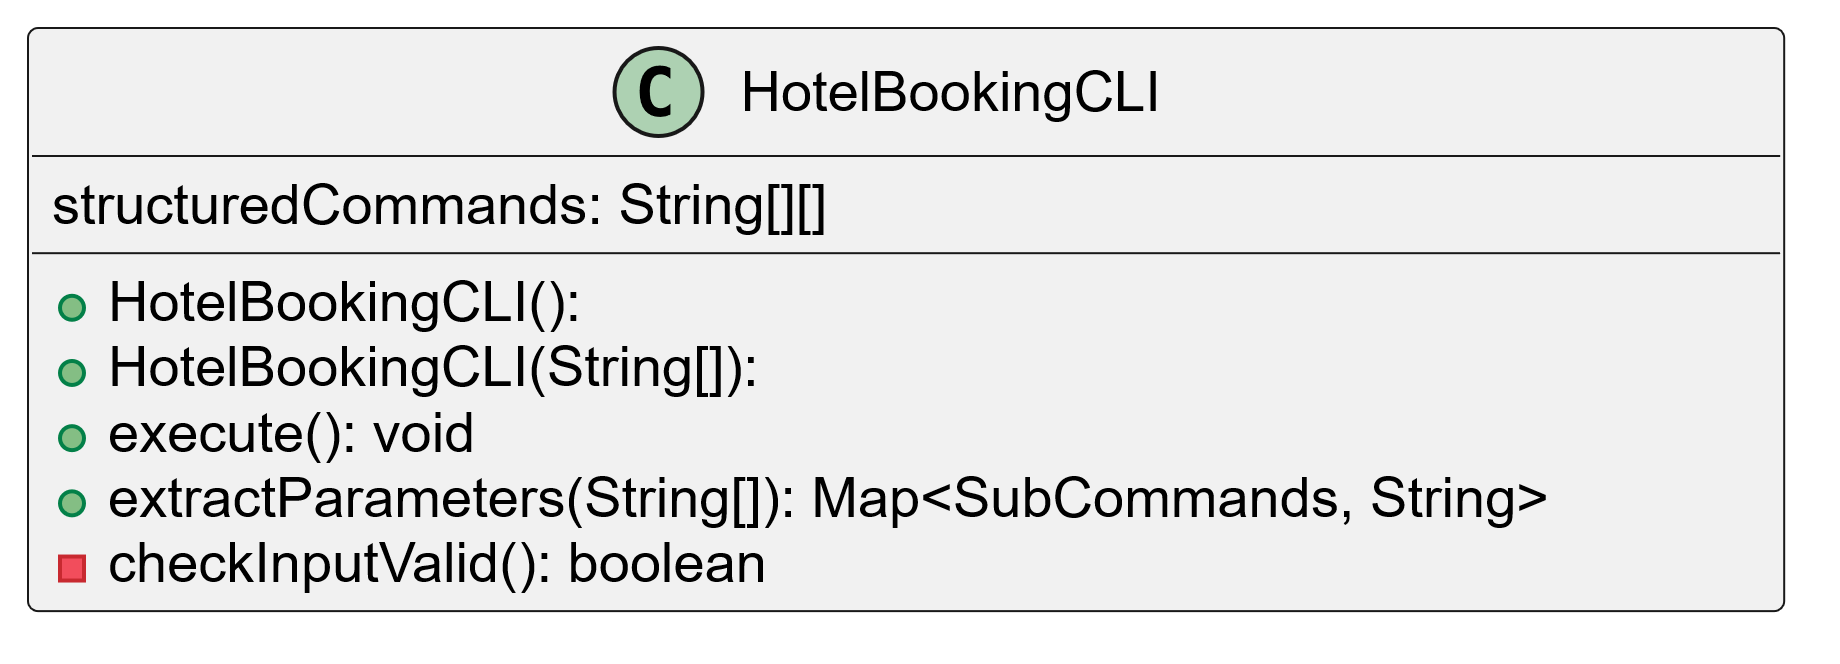 C HotelBookingCLI
structuredCommands: String[][]
HotelBookingCLI():
HotelBookingCLI(String[]):
execute(): void
extractParameters(String[]): Map<SubCommands, String>
checkInputValid(): boolean